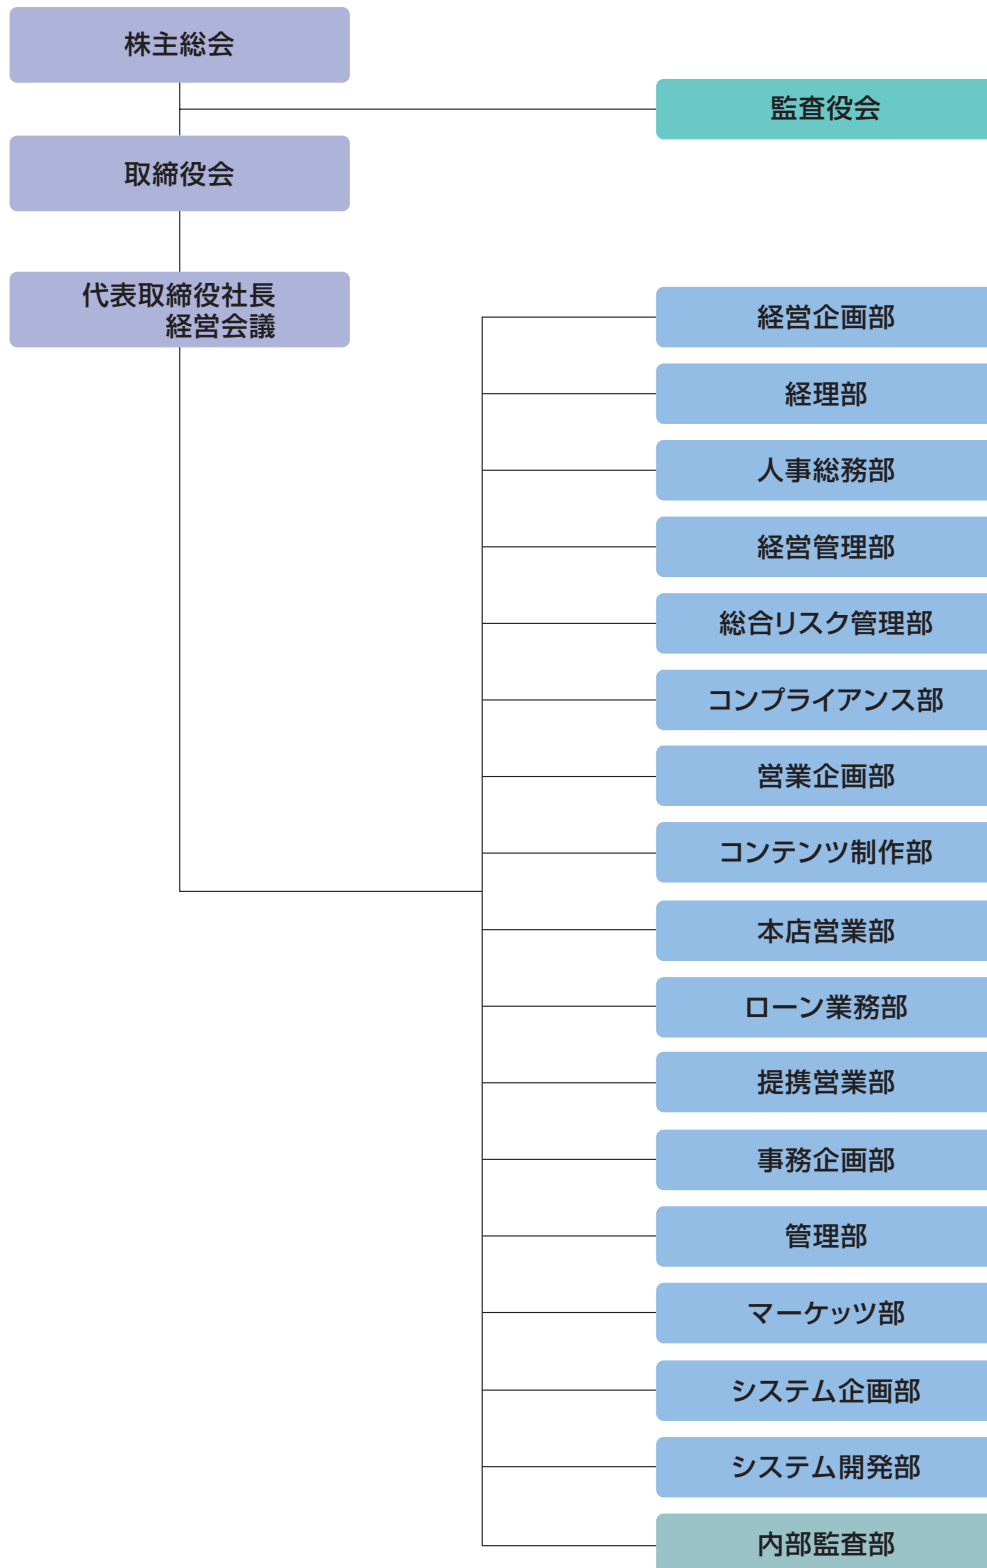 株主総会
監査役会
取締役会
代表取締役社長
経営会議
経営企画部
経理部
人事総務部
経営管理部
総合リスク管理部
コンプライアンス部
営業企画部
コンテンツ制作部
本店営業部
ローン業務部
提携営業部
事務企画部
管理部
マーケッツ部
システム企画部
システム開発部
内部監査部